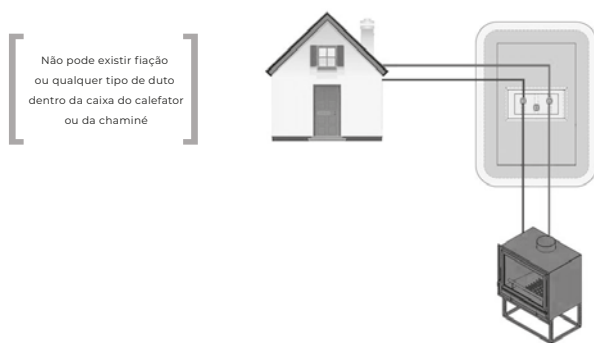 Não pode existir fiação
ou qualquer tipo de duto
dentro da caixa do calefator
ou da chaminé